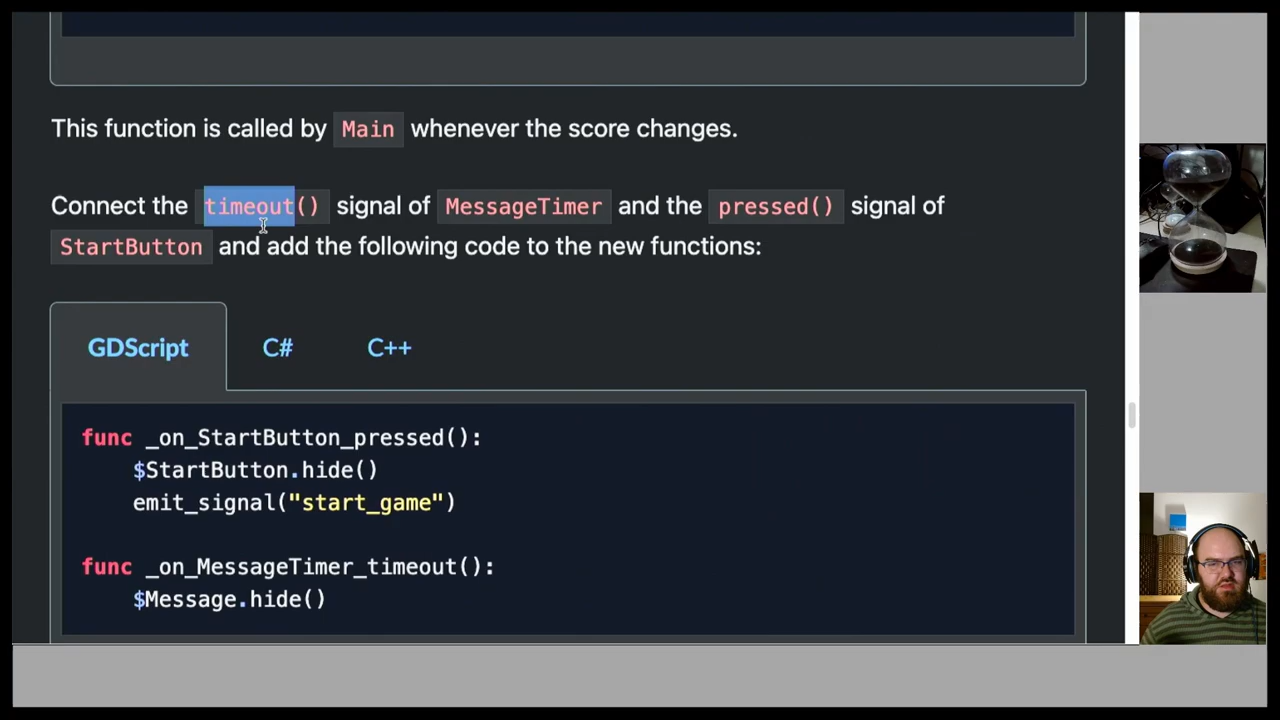 This function is called by Main whenever the score changes.
Connect the timeout() signal of MessageTimer and the pressed() signal of
StartButton and add the following code to the new functions:
GDScript C# C++
func _on_StartButton_pressed():
$StartButton.hide()
emit_signal("start_game")
func _on_MessageTimer_timeout():
$Message.hide()